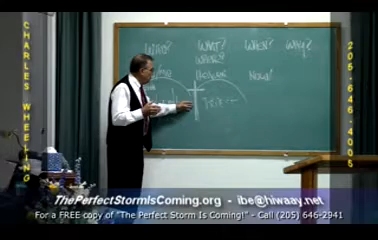 CHARLES WHEELING
205-646-4005
WHO? WHAT? WHEN? WHY?
WHERE?
Now!
ThePerfectStormIsComing.org - ibe@hiwaay.net
For a FREE copy of "The Perfect Storm Is Coming!" - Call (205) 646-2941